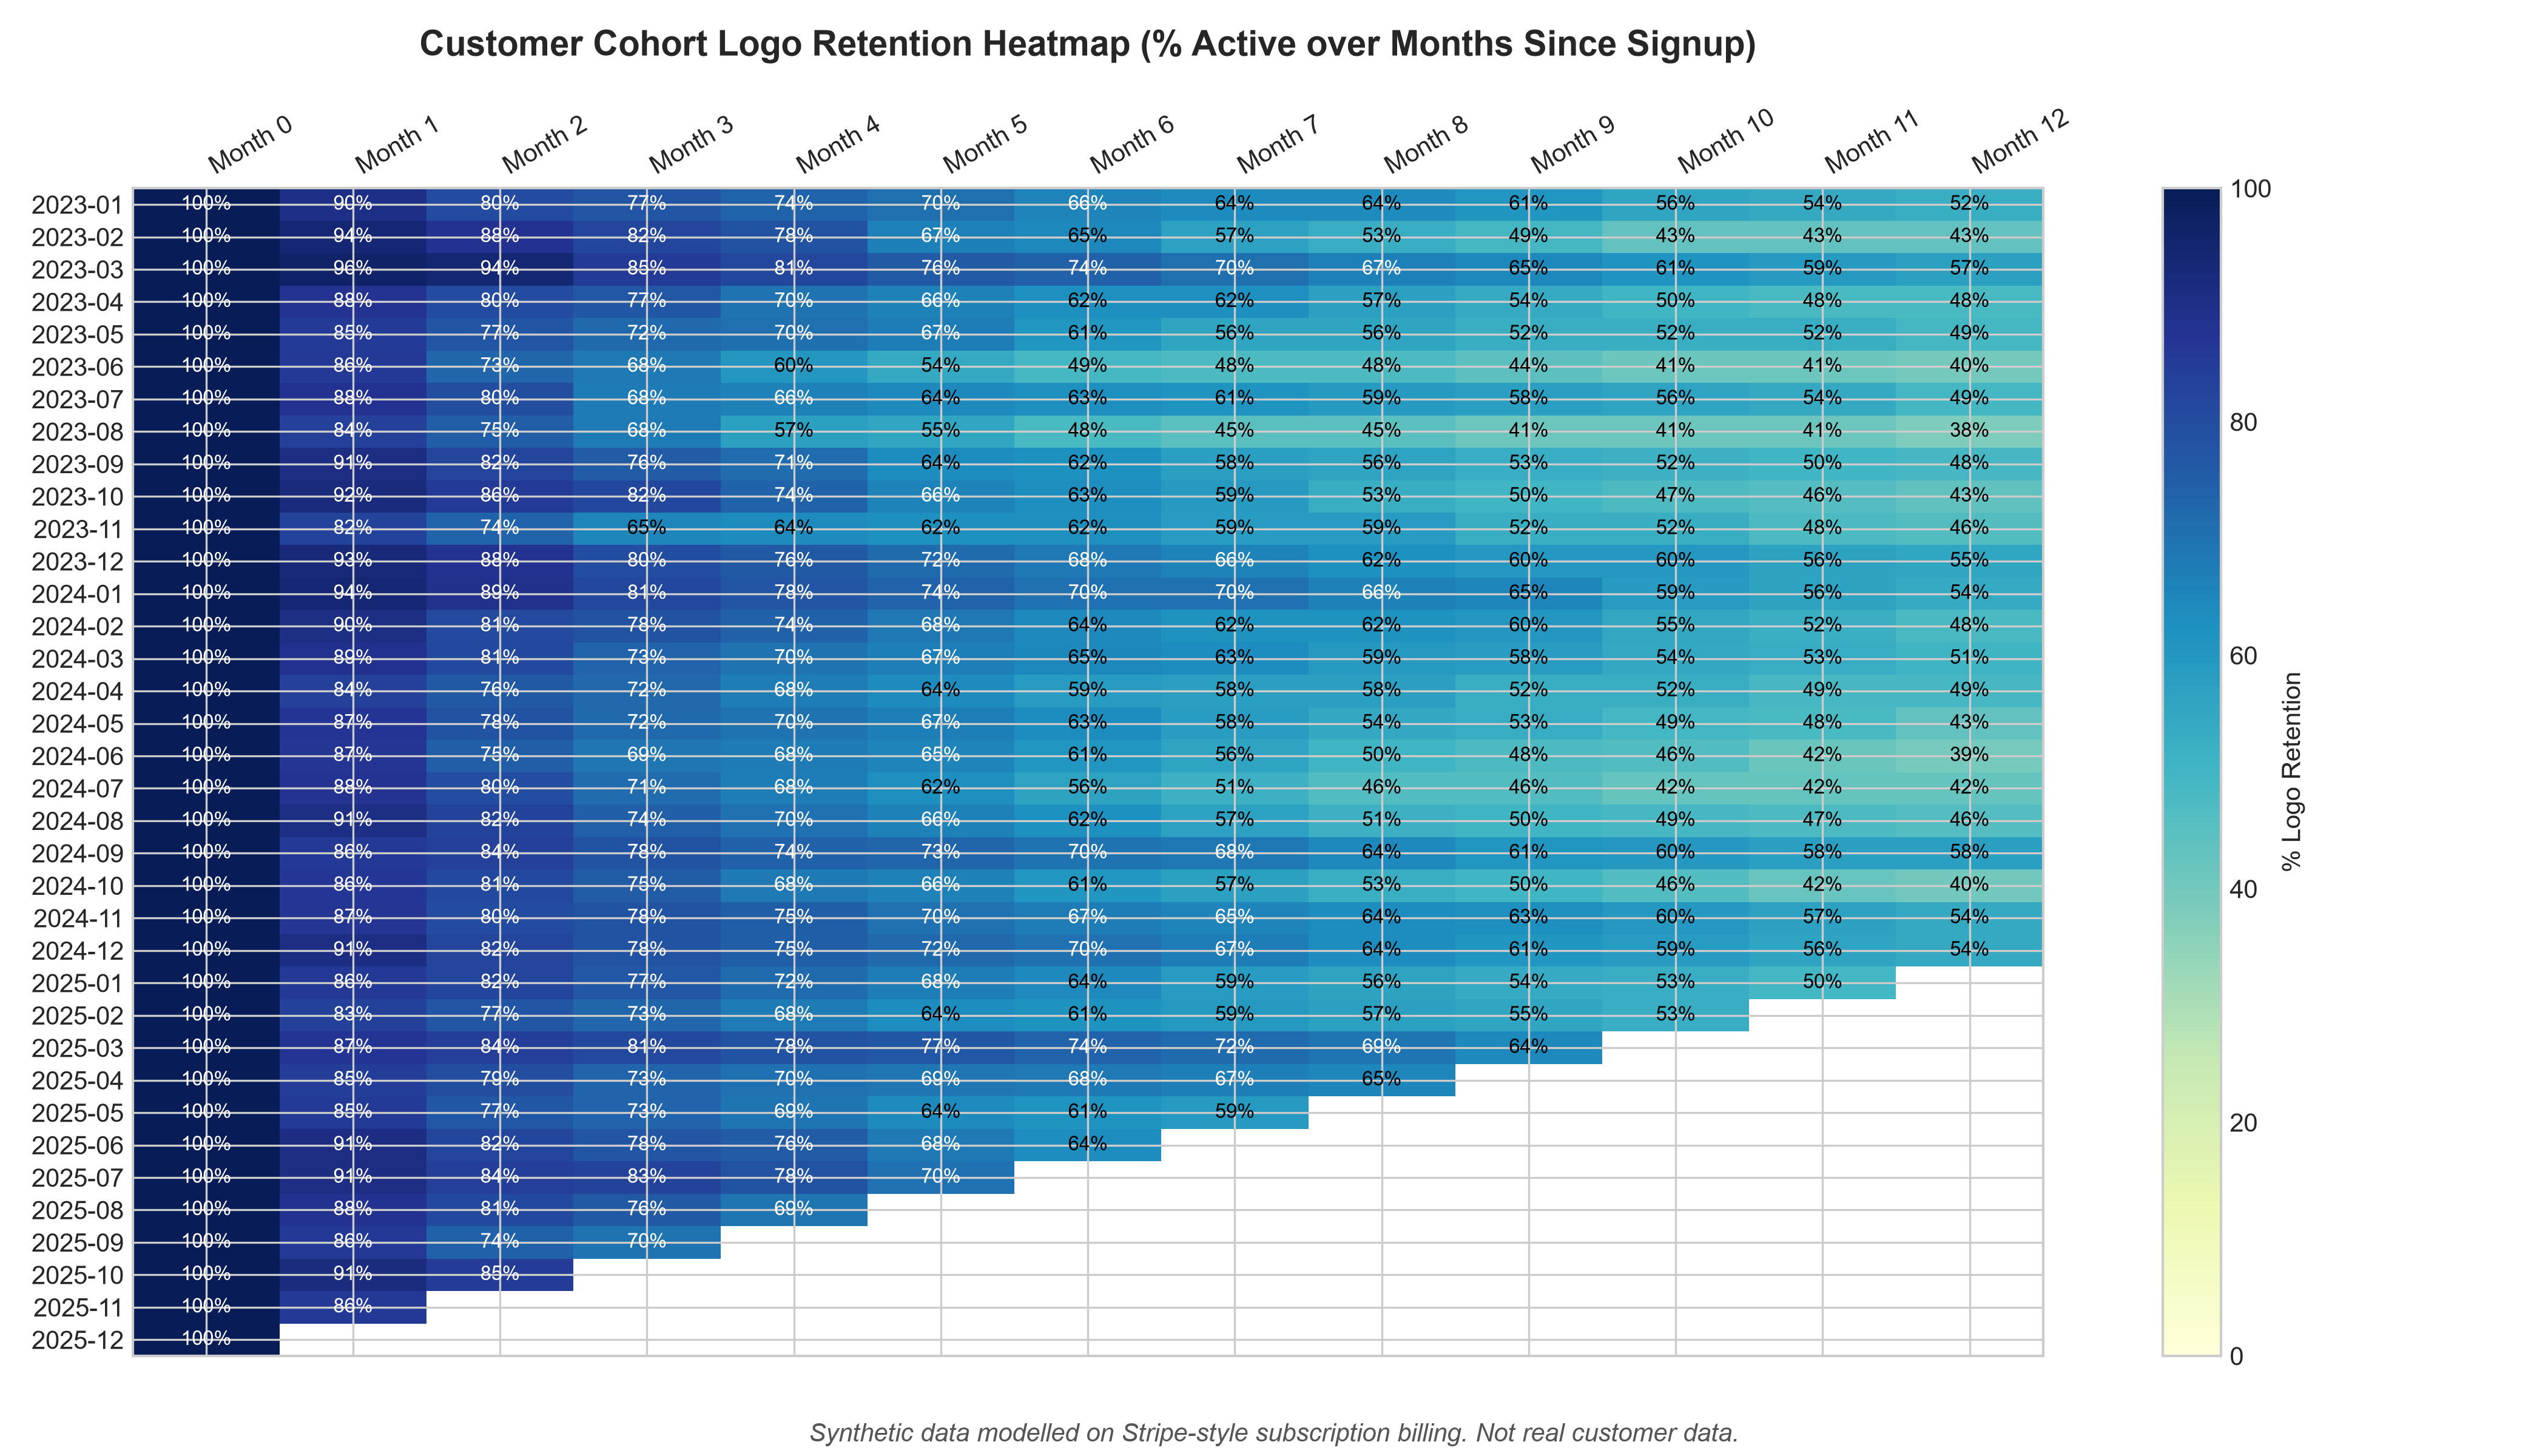 Customer Cohort Logo Retention Heatmap (% Active over Months Since Signup)
Month 0 Month 1 Month 2 Month 3 Month 4 Month 5 Month 6 Month 7 Month 8 Month 9 Month 10 Month 11 Month 12
2023-01 100% 90% 80% 77% 74% 70% 66% 64% 64% 61% 56% 54% 52%
2023-02 100% 94% 88% 82% 78% 67% 65% 57% 53% 49% 43% 43% 43%
2023-03 100% 96% 94% 85% 81% 76% 74% 70% 67% 65% 61% 59% 57%
2023-04 100% 88% 80% 77% 70% 66% 62% 62% 57% 54% 50% 48% 48%
2023-05 100% 85% 77% 72% 70% 67% 61% 56% 56% 52% 52% 52% 49%
2023-06 100% 86% 73% 68% 60% 54% 49% 48% 48% 44% 41% 41% 40%
2023-07 100% 88% 80% 68% 66% 64% 63% 61% 59% 58% 56% 54% 49%
2023-08 100% 84% 75% 68% 57% 55% 48% 45% 45% 41% 41% 41% 38%
2023-09 100% 91% 82% 76% 71% 64% 62% 58% 56% 53% 52% 50% 48%
2023-10 100% 92% 86% 82% 74% 66% 63% 59% 53% 50% 47% 46% 43%
2023-11 100% 82% 74% 65% 64% 62% 62% 59% 59% 52% 52% 48% 46%
2023-12 100% 93% 88% 80% 76% 72% 68% 66% 62% 60% 60% 56% 55%
2024-01 100% 94% 89% 81% 78% 74% 70% 70% 66% 65% 59% 56% 54%
2024-02 100% 90% 81% 78% 74% 68% 64% 62% 62% 60% 55% 52% 48%
2024-03 100% 89% 81% 73% 70% 67% 65% 63% 59% 58% 54% 53% 51%
2024-04 100% 84% 76% 72% 68% 64% 59% 58% 58% 52% 52% 49% 49%
2024-05 100% 87% 78% 72% 70% 67% 63% 58% 54% 53% 49% 48% 43%
2024-06 100% 87% 75% 69% 68% 65% 61% 56% 50% 48% 46% 42% 39%
2024-07 100% 88% 80% 71% 68% 62% 56% 51% 46% 46% 42% 42% 42%
2024-08 100% 91% 82% 74% 70% 66% 62% 57% 51% 50% 49% 47% 46%
2024-09 100% 86% 84% 78% 74% 73% 70% 68% 64% 61% 60% 58% 58%
2024-10 100% 86% 81% 75% 68% 66% 61% 57% 53% 50% 46% 42% 40%
2024-11 100% 87% 80% 78% 75% 70% 67% 65% 64% 63% 60% 57% 54%
2024-12 100% 91% 82% 78% 75% 72% 70% 67% 64% 61% 59% 56% 54%
2025-01 100% 86% 82% 77% 72% 68% 64% 59% 56% 54% 53% 50%
2025-02 100% 83% 77% 73% 68% 64% 61% 59% 57% 55% 53%
2025-03 100% 87% 84% 81% 78% 77% 74% 72% 69% 64%
2025-04 100% 85% 79% 73% 70% 69% 68% 67% 65%
2025-05 100% 85% 77% 73% 69% 64% 61% 59%
2025-06 100% 91% 82% 78% 76% 68% 64%
2025-07 100% 91% 84% 83% 78% 70%
2025-08 100% 88% 81% 76% 69%
2025-09 100% 86% 74% 70%
2025-10 100% 91% 85%
2025-11 100% 86%
2025-12 100%
100
80
60
40
20
0
% Logo Retention
Synthetic data modelled on Stripe-style subscription billing. Not real customer data.